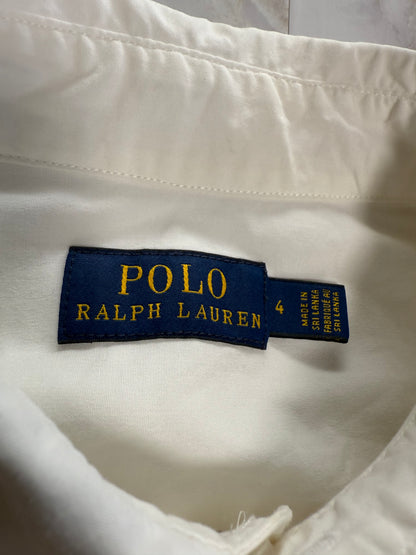 POLO
RALPH LAUREN
4
MADE IN
SRI LANKA
FABRIQUÉ AU
SRI LANKA